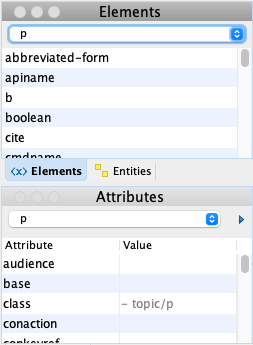 Elements
p
abbreviated-form
apiname
b
boolean
cite
cmdname
<x> Elements Entities
Attributes
p
Attribute Value
audience
base
class - topic/p
conaction
conkeyref